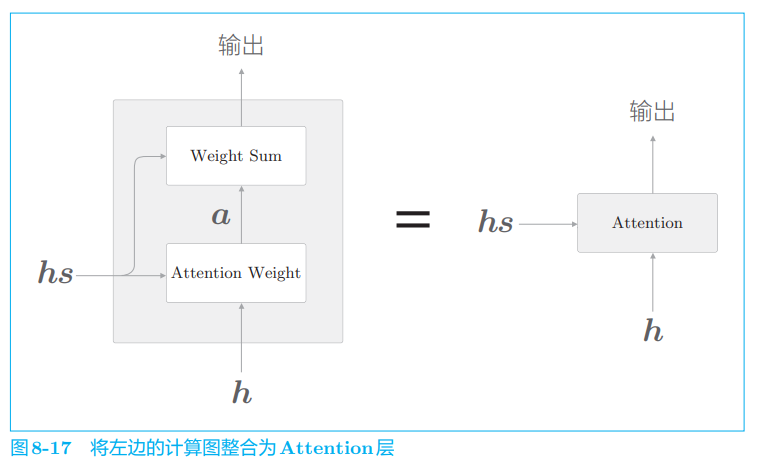 输出
Weight Sum
a
hs
Attention Weight
h
=
输出
hs
Attention
h
图8-17 将左边的计算图整合为Attention层